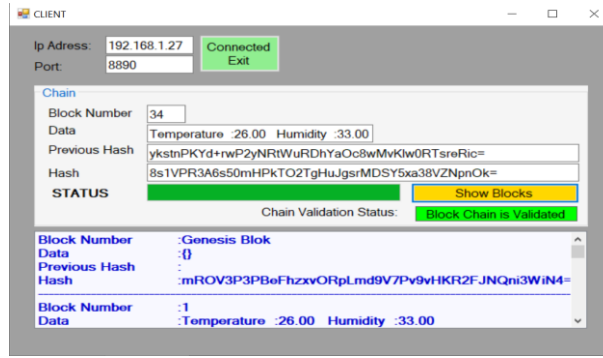 CLIENT
Ip Adress: 192.168.1.27 Connected
Exit
Port: 8890
Chain
Block Number 34
Data Temperature :26.00 Humidity :33.00
Previous Hash ykstnPKYd+rwP2yNRtWuRDhYaOc8wMvKlw0RTsreRic=
Hash 8s1VPR3A6s50mHPkTO2TgHuJgsrMDSY5xa38VZNpnOk=
STATUS Show Blocks
Chain Validation Status: Block Chain is Validated
Block Number :Genesis Blok
Data :{}
Previous Hash :
Hash :mROV3P3PBeFhzxvORpLmd9V7Pv9vHKR2FJNQni3WiN4=
Block Number :1
Data :Temperature :26.00 Humidity :33.00